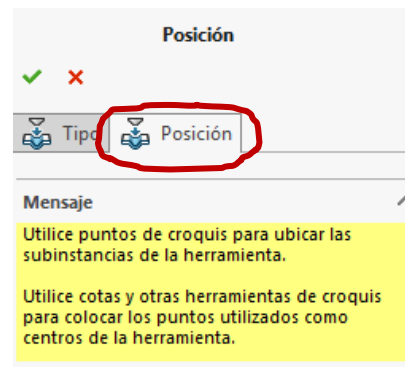 Posición
Tipo
Posición
Mensaje
Utilice puntos de croquis para ubicar las
subinstancias de la herramienta.
Utilice cotas y otras herramientas de croquis
para colocar los puntos utilizados como
centros de la herramienta.